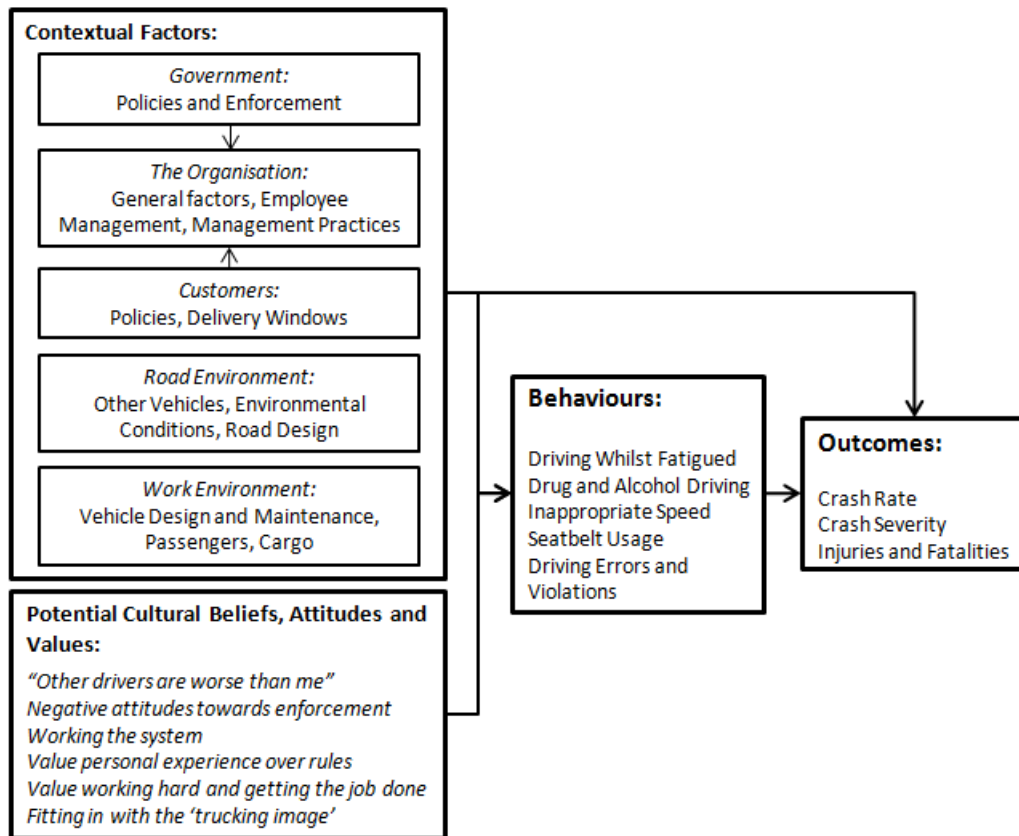 Contextual Factors:
Government:
Policies and Enforcement
The Organisation:
General factors, Employee
Management, Management Practices
Customers:
Policies, Delivery Windows
Road Environment:
Other Vehicles, Environmental
Conditions, Road Design
Work Environment:
Vehicle Design and Maintenance,
Passengers, Cargo
Potential Cultural Beliefs, Attitudes and
Values:
“Other drivers are worse than me”
Negative attitudes towards enforcement
Working the system
Value personal experience over rules
Value working hard and getting the job done
Fitting in with the ‘trucking image’
Behaviours:
Driving Whilst Fatigued
Drug and Alcohol Driving
Inappropriate Speed
Seatbelt Usage
Driving Errors and
Violations
Outcomes:
Crash Rate
Crash Severity
Injuries and Fatalities